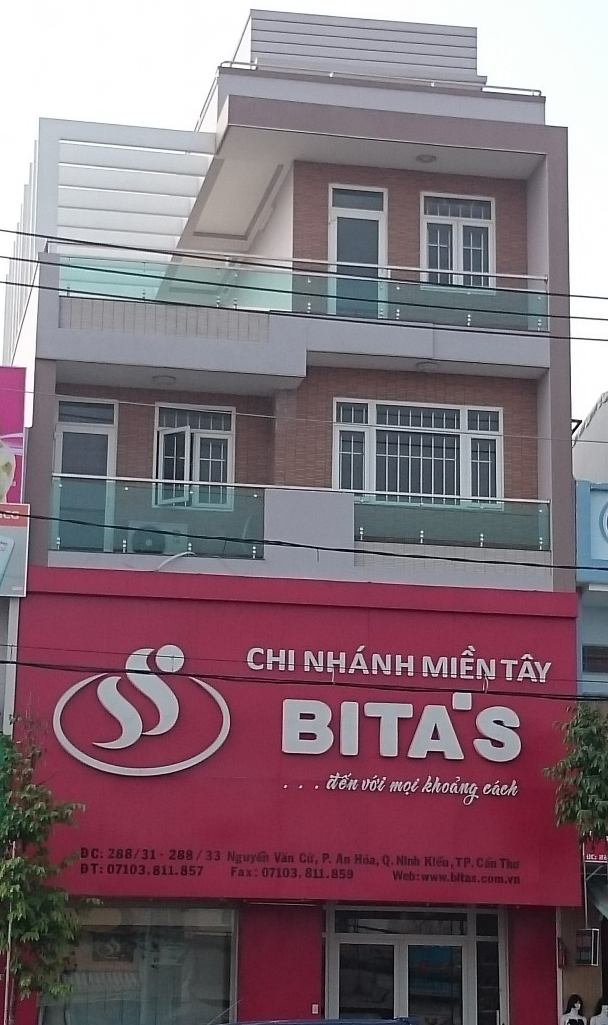 CHI NHÁNH MIỀN TÂY
BITA'S
. . . đến với mọi khoảng cách
ĐC: 288/31 - 288/33 Nguyễn Văn Cừ, P. An Hòa, Q. Ninh Kiều, TP. Cần Thơ
ĐT: 07103.811.857 Fax: 07103.811.859 Web: www.bitas.com.vn